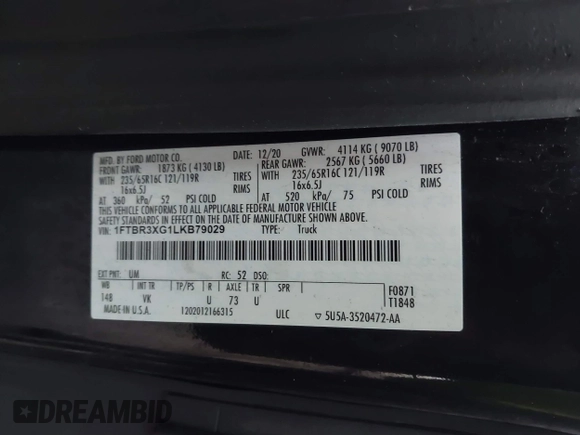 MFD. BY FORD MOTOR CO. DATE: 12/20 GVWR: 4114 KG ( 9070 LB)
FRONT GAWR: 1873 KG ( 4130 LB) REAR GAWR: 2567 KG ( 5660 LB)
WITH 235/65R16C 121/119R TIRES WITH 235/65R16C 121/119R TIRES
16x6.5J RIMS 16x6.5J RIMS
AT 360 kPa/ 52 PSI COLD AT 520 kPa/ 75 PSI COLD
THIS VEHICLE CONFORMS TO ALL APPLICABLE FEDERAL MOTOR VEHICLE
SAFETY AND THEFT PREVENTION STANDARDS IN EFFECT ON THE DATE OF MANUFACTURE SHOWN ABOVE.
VIN: 1FTBR3XG1LKB79029 TYPE: Truck
EXT PNT: UM RC: 52 DSO:
WB INT TR TP/PS R AXLE TR SPR F0871
148 VK U 73 U T1848
MADE IN U.S.A. 1202012166315 ULC 5U5A-3520472-AA
DREAMBID